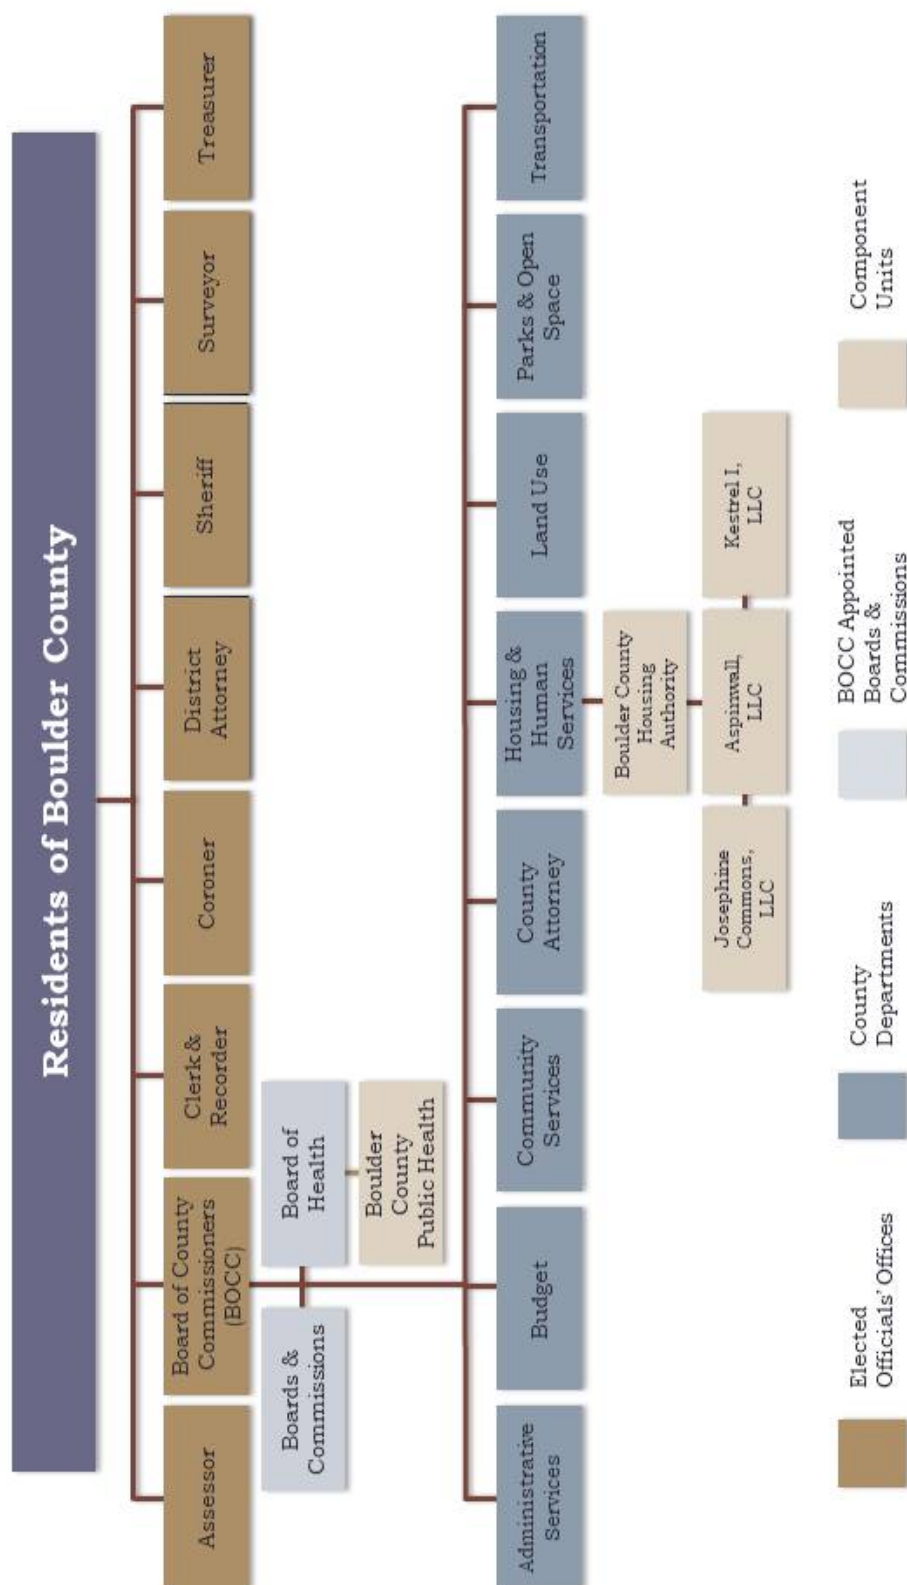 Residents of Boulder County
Assessor
Board of County
Commissioners
(BOCC)
Clerk &
Recorder
Coroner
District
Attorney
Sheriff
Surveyor
Treasurer
Boards &
Commissions
Board of
Health
Boulder
County
Public Health
Administrative
Services
Budget
Community
Services
County
Attorney
Housing &
Human
Services
Land Use
Parks & Open
Space
Transportation
Boulder County
Housing
Authority
Josephine
Commons,
LLC
Aspinwall,
LLC
Kestrel I,
LLC
Elected
Officials' Offices
County
Departments
BOCC Appointed
Boards &
Commissions
Component
Units